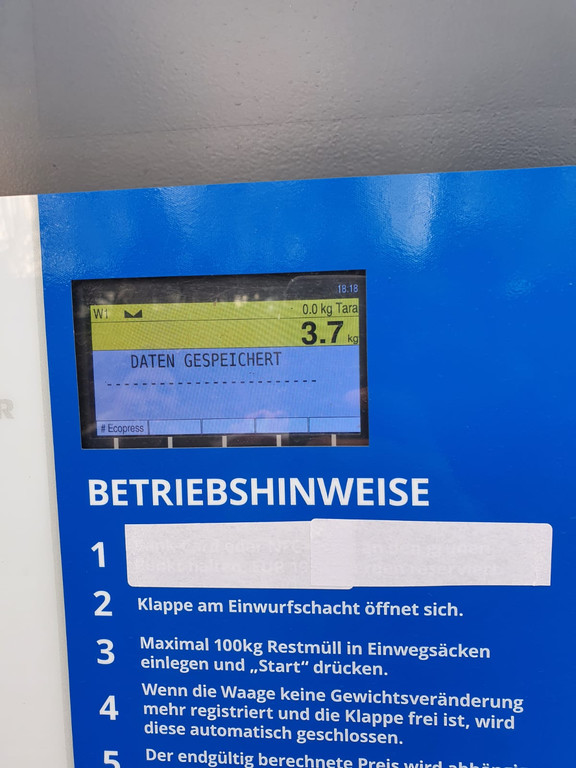 18:18
W1 0.0 kg Tara
3.7 kg
DATEN GESPEICHERT
--------------------------
# Ecopress
R
BETRIEBSHINWEISE
1
2 Klappe am Einwurfschacht öffnet sich.
3 Maximal 100kg Restmüll in Einwegsäcken
einlegen und „Start“ drücken.
4 Wenn die Waage keine Gewichtsveränderung
mehr registriert und die Klappe frei ist, wird
diese automatisch geschlossen.
5 Der endgültig berechnete Preis wird